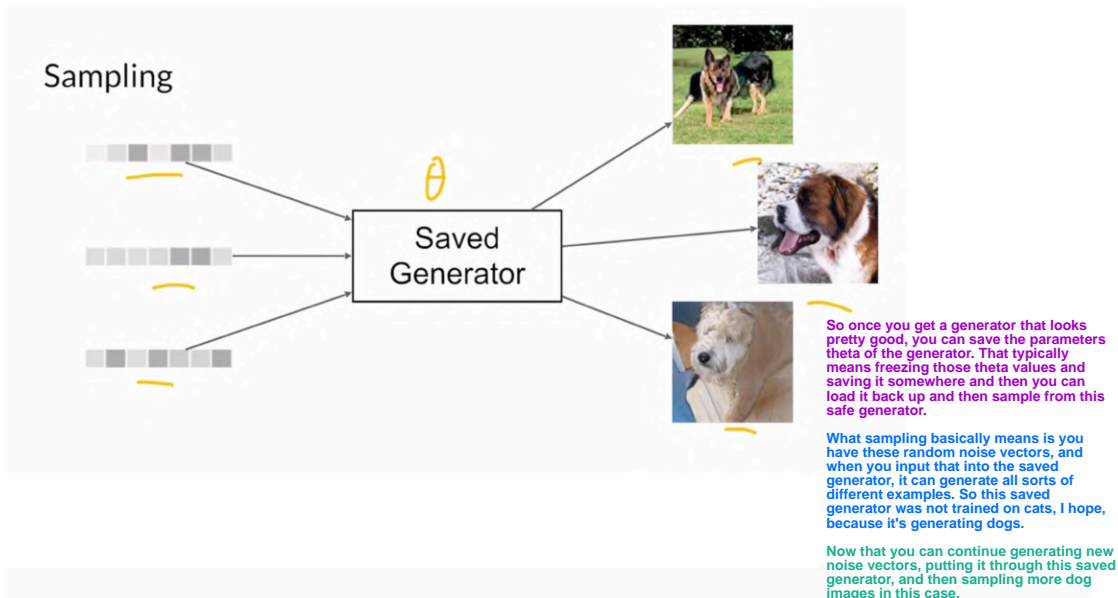 Sampling
θ
Saved
Generator
So once you get a generator that looks
pretty good, you can save the parameters
theta of the generator. That typically
means freezing those theta values and
saving it somewhere and then you can
load it back up and then sample from this
safe generator.
What sampling basically means is you
have these random noise vectors, and
when you input that into the saved
generator, it can generate all sorts of
different examples. So this saved
generator was not trained on cats, I hope,
because it's generating dogs.
Now that you can continue generating new
noise vectors, putting it through this saved
generator, and then sampling more dog
images in this case.